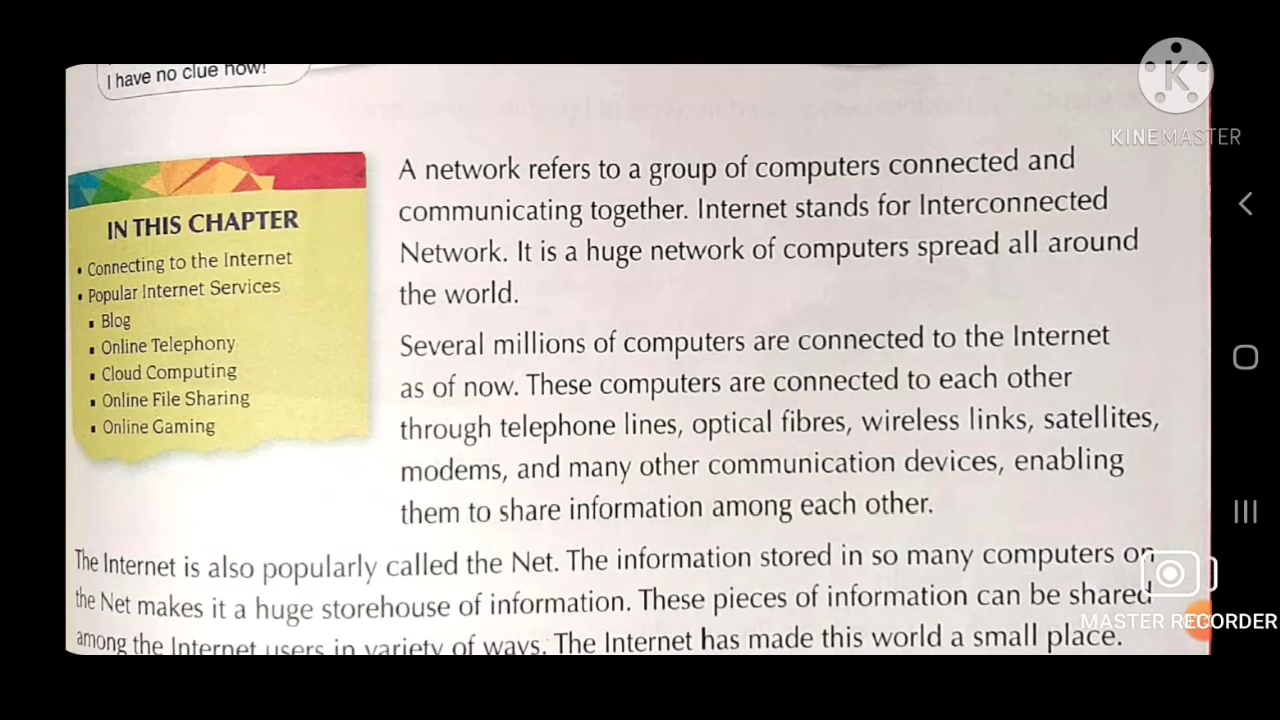 I have no clue now!
K
KINEMASTER
IN THIS CHAPTER
• Connecting to the Internet
• Popular Internet Services
▪ Blog
▪ Online Telephony
▪ Cloud Computing
▪ Online File Sharing
▪ Online Gaming
A network refers to a group of computers connected and
communicating together. Internet stands for Interconnected
Network. It is a huge network of computers spread all around
the world.
Several millions of computers are connected to the Internet
as of now. These computers are connected to each other
through telephone lines, optical fibres, wireless links, satellites,
modems, and many other communication devices, enabling
them to share information among each other.
The Internet is also popularly called the Net. The information stored in so many computers on
the Net makes it a huge storehouse of information. These pieces of information can be shared
among the Internet users in variety of ways. The Internet has made this world a small place.
MASTER RECORDER